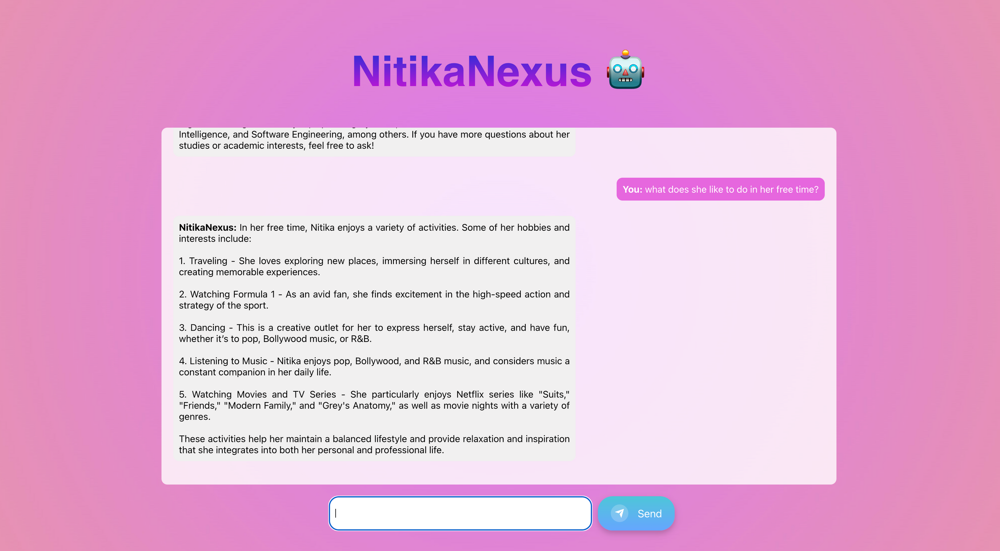 NitikaNexus 🤖
Intelligence, and Software Engineering, among others. If you have more questions about her
studies or academic interests, feel free to ask!
You: what does she like to do in her free time?
NitikaNexus: In her free time, Nitika enjoys a variety of activities. Some of her hobbies and
interests include:
1. Traveling - She loves exploring new places, immersing herself in different cultures, and
creating memorable experiences.
2. Watching Formula 1 - As an avid fan, she finds excitement in the high-speed action and
strategy of the sport.
3. Dancing - This is a creative outlet for her to express herself, stay active, and have fun,
whether it’s to pop, Bollywood music, or R&B.
4. Listening to Music - Nitika enjoys pop, Bollywood, and R&B music, and considers music a
constant companion in her daily life.
5. Watching Movies and TV Series - She particularly enjoys Netflix series like "Suits,"
"Friends," "Modern Family," and "Grey's Anatomy," as well as movie nights with a variety of
genres.
These activities help her maintain a balanced lifestyle and provide relaxation and inspiration
that she integrates into both her personal and professional life.
Send